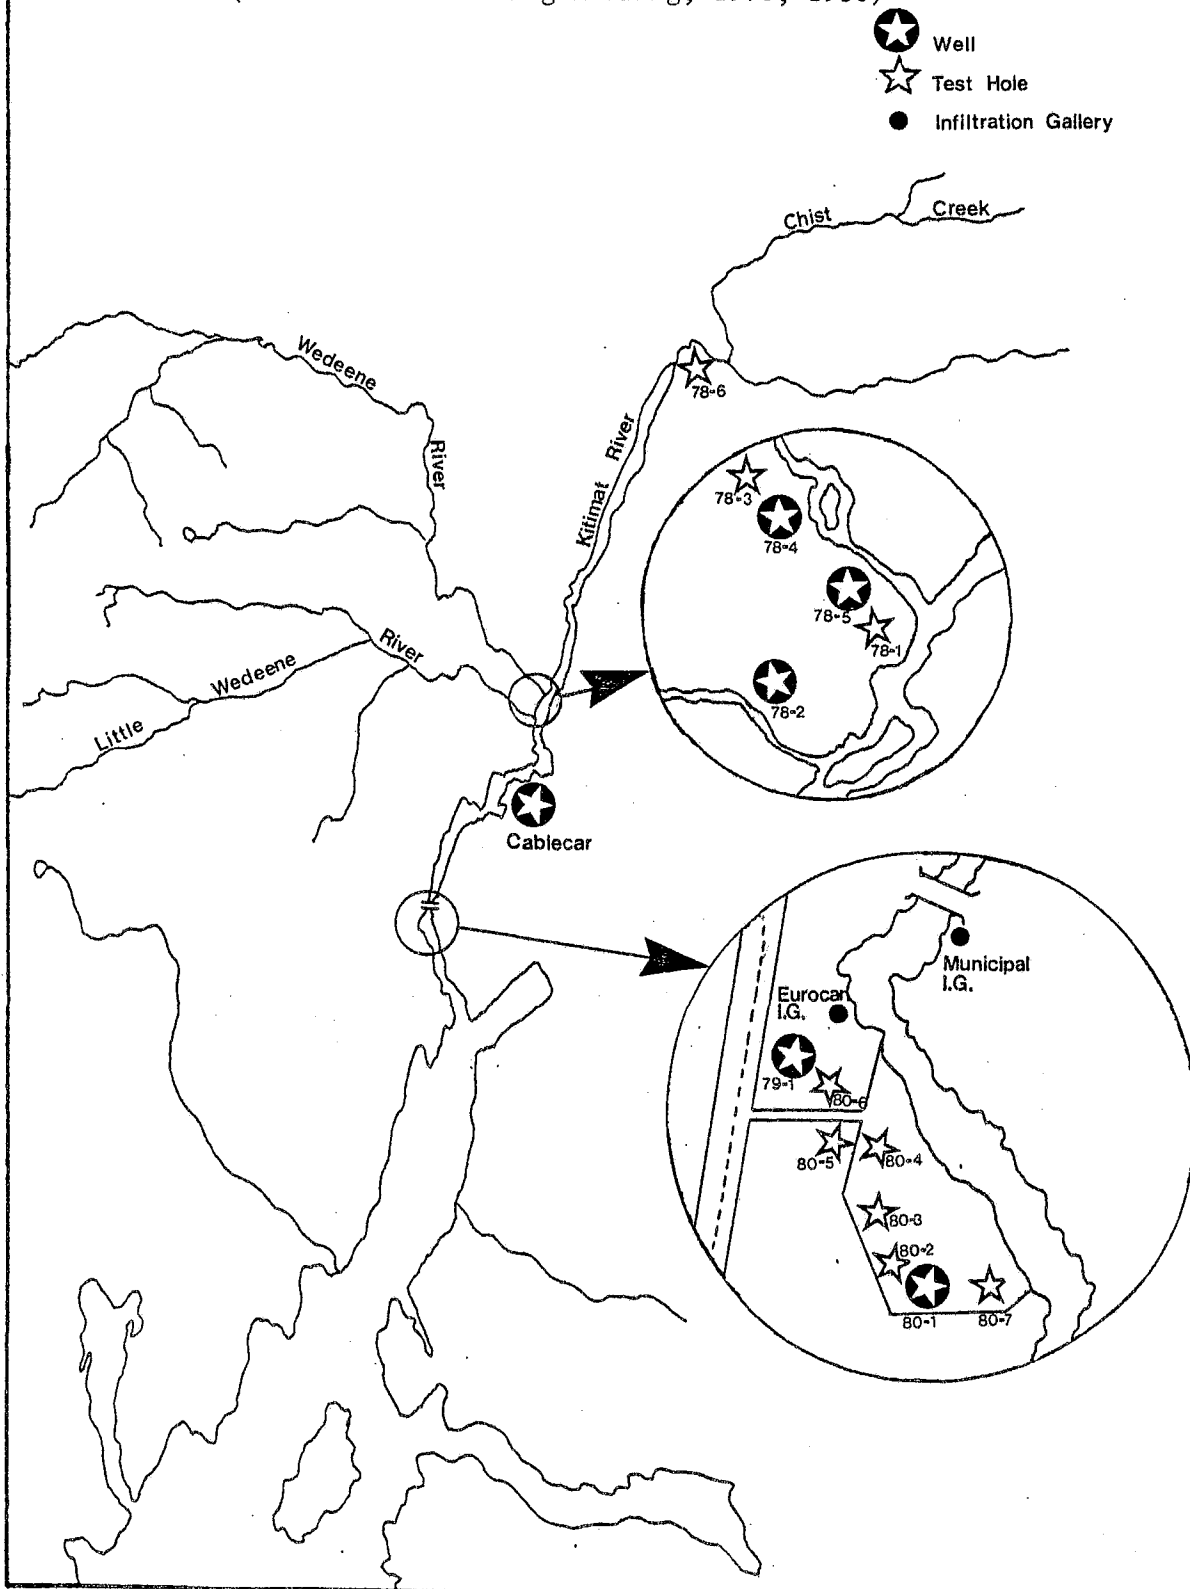 Well
Test Hole
Infiltration Gallery
Chist Creek
Wedeene
River
Kitimat River
78-6
78-3
78-4
78-5
78-1
78-2
River
Wedeene
Little
Cablecar
Municipal
I.G.
Eurocan
I.G.
79-1
80-6
80-5
80-4
80-3
80-2
80-1
80-7